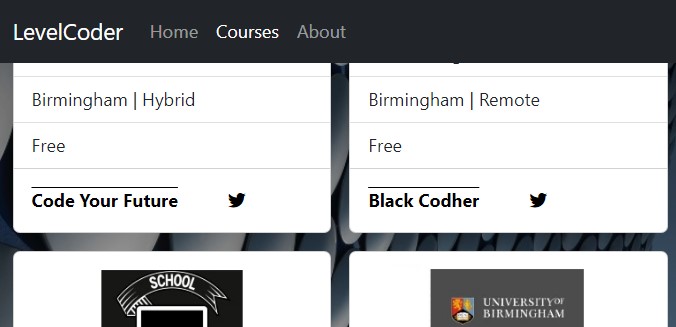 LevelCoder Home Courses About
Birmingham | Hybrid
Birmingham | Remote
Free
Free
Code Your Future
Black Codher
SCHOOL
UNIVERSITY OF
BIRMINGHAM